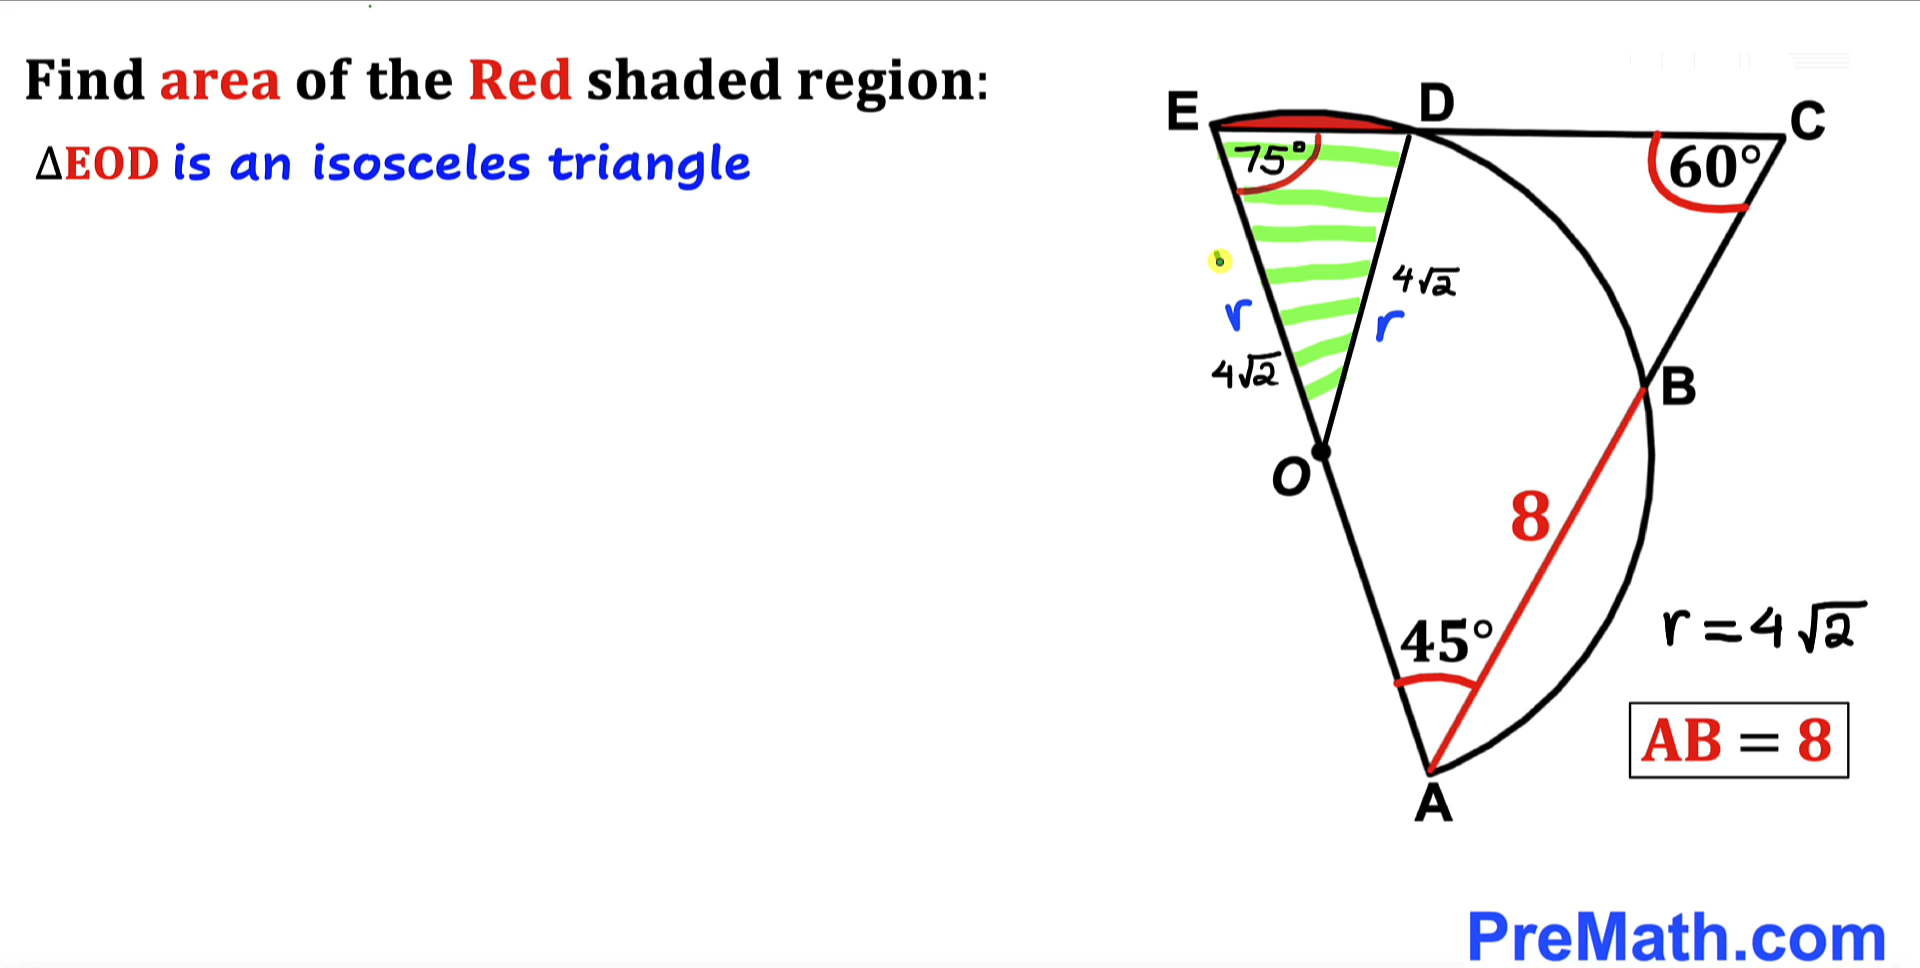 Find area of the Red shaded region:
ΔEOD is an isosceles triangle
E
D
C
75°
60°
4√2
r
r
4√2
B
O
8
45°
r = 4√2
AB = 8
A
PreMath.com